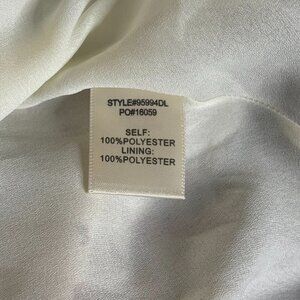 STYLE#95994DL
PO#16059
SELF:
100%POLYESTER
LINING:
100%POLYESTER